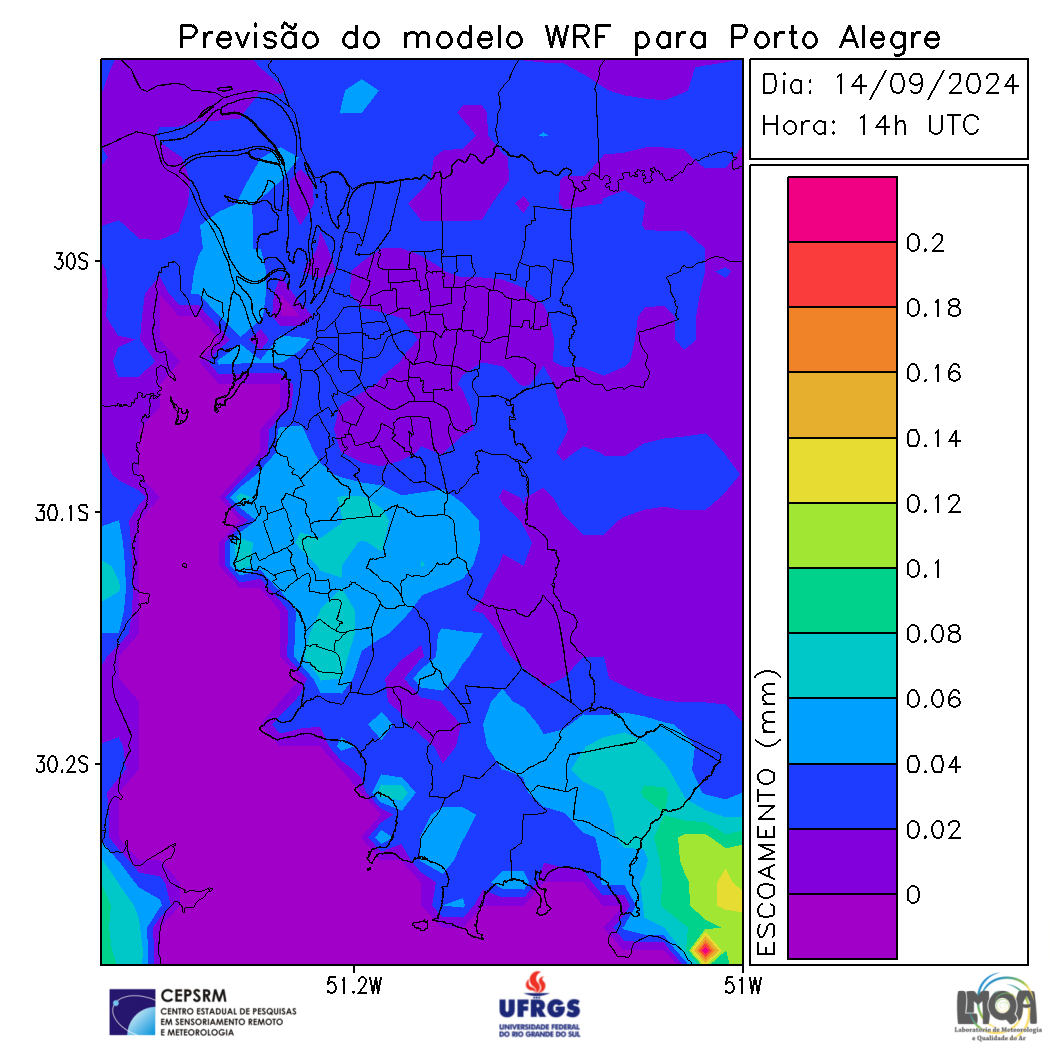 Previsão do modelo WRF para Porto Alegre
Dia: 14/09/2024
Hora: 14h UTC
30S
30.1S
30.2S
51.2W
51W
0.2
0.18
0.16
0.14
0.12
0.1
0.08
0.06
0.04
0.02
0
ESCOAMENTO (mm)
CEPSRM
CENTRO ESTADUAL DE PESQUISAS
EM SENSORIAMENTO REMOTO
E METEOROLOGIA
UFRGS
UNIVERSIDADE FEDERAL
DO RIO GRANDE DO SUL
LMQA
Laboratório de Meteorologia
e Qualidade do Ar